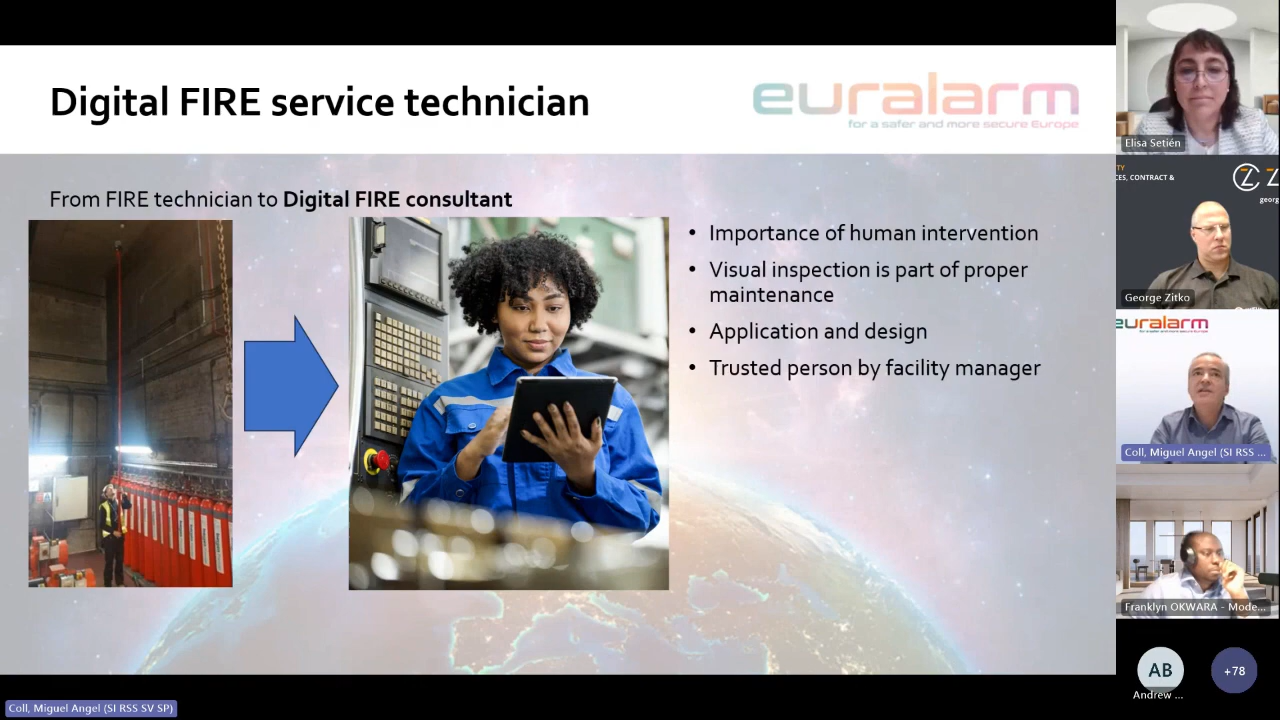 Digital FIRE service technician
euralarm
for a safer and more secure Europe
From FIRE technician to Digital FIRE consultant
• Importance of human intervention
• Visual inspection is part of proper
maintenance
• Application and design
• Trusted person by facility manager
Elisa Setién
CES, CONTRACT &
georg
George Zitko
euralarm
Coll, Miguel Angel (SI RSS ...
Franklyn OKWARA - Mode...
AB
Andrew ...
+78
Coll, Miguel Angel (SI RSS SV SP)